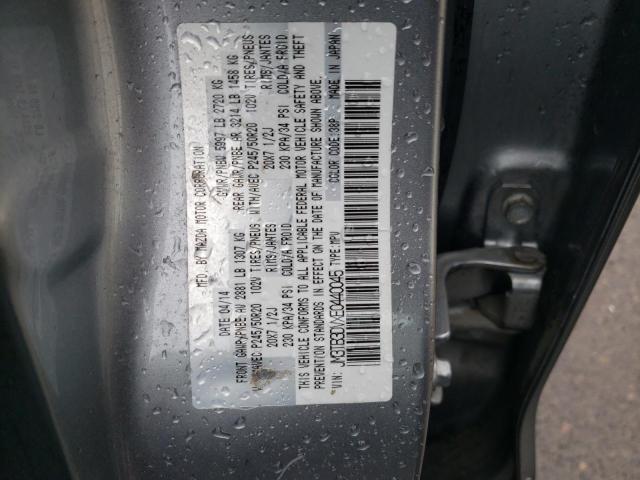 MFD. BY MAZDA MOTOR CORPORATION
DATE 04/14 GVWR/PNBV 5997 LB 2720 KG
FRONT GAWR/PNBE AV 2881 LB 1307 KG REAR GAWR/PNBE AR 3214 LB 1458 KG
WITH/AVEC P245/50R20 102V TIRES/PNEUS WITH/AVEC P245/50R20 102V TIRES/PNEUS
20X7 1/2J RIMS/JANTES 20X7 1/2J RIMS/JANTES
230 KPA/34 PSI COLD/A FROID 230 KPA/34 PSI COLD/A FROID
THIS VEHICLE CONFORMS TO ALL APPLICABLE FEDERAL MOTOR VEHICLE SAFETY AND THEFT
PREVENTION STANDARDS IN EFFECT ON THE DATE OF MANUFACTURE SHOWN ABOVE.
VIN: JM3TB3DVXE0440045 TYPE:MPV COLOR CODE:38P MADE IN JAPAN